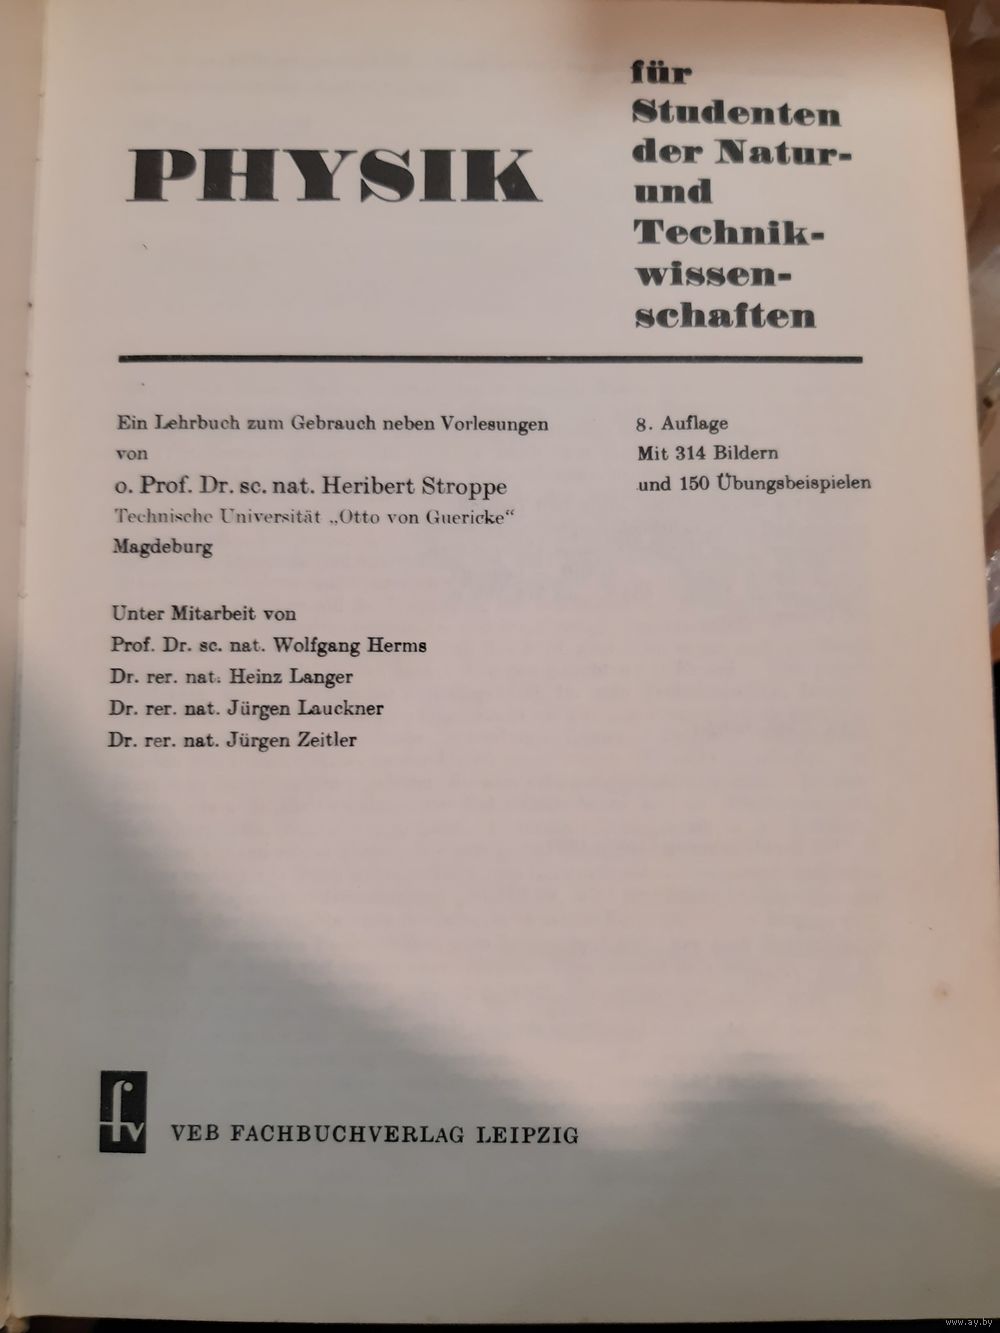 PHYSIK
für
Studenten
der Natur-
und
Technik-
wissen-
schaften
Ein Lehrbuch zum Gebrauch neben Vorlesungen
von
o. Prof. Dr. sc. nat. Heribert Stroppe
Technische Universität „Otto von Guericke“
Magdeburg
8. Auflage
Mit 314 Bildern
und 150 Übungsbeispielen
Unter Mitarbeit von
Prof. Dr. sc. nat. Wolfgang Herms
Dr. rer. nat. Heinz Langer
Dr. rer. nat. Jürgen Lauckner
Dr. rer. nat. Jürgen Zeitler
fv
VEB FACHBUCHVERLAG LEIPZIG
www.ay.by